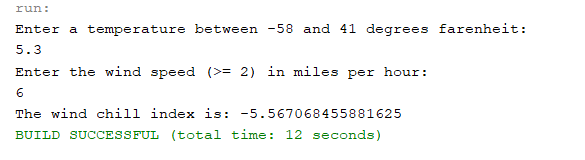 run:
Enter a temperature between -58 and 41 degrees farenheit:
5.3
Enter the wind speed (>= 2) in miles per hour:
6
The wind chill index is: -5.567068455881625
BUILD SUCCESSFUL (total time: 12 seconds)